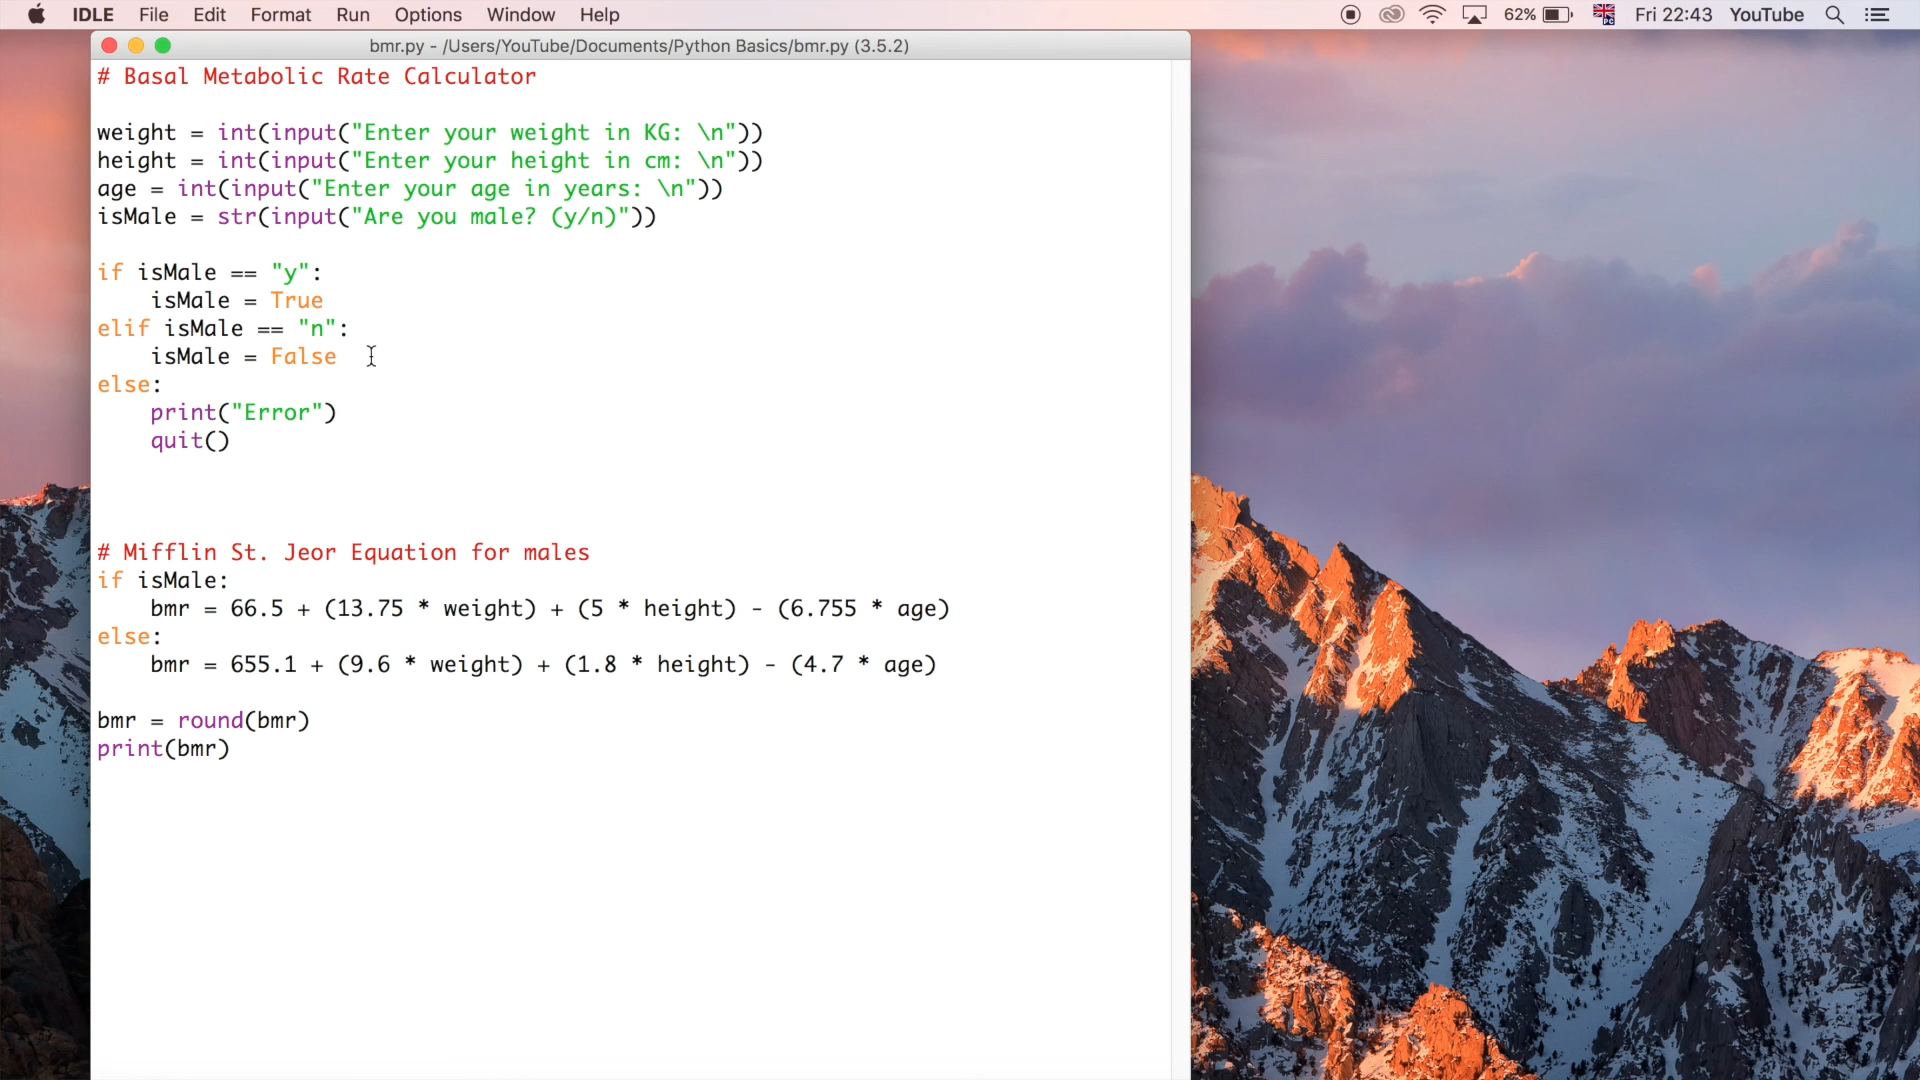 IDLE File Edit Format Run Options Window Help 62% Fri 22:43 YouTube
bmr.py - /Users/YouTube/Documents/Python Basics/bmr.py (3.5.2)
# Basal Metabolic Rate Calculator
weight = int(input("Enter your weight in KG: \n"))
height = int(input("Enter your height in cm: \n"))
age = int(input("Enter your age in years: \n"))
isMale = str(input("Are you male? (y/n)"))
if isMale == "y":
    isMale = True
elif isMale == "n":
    isMale = False
else:
    print("Error")
    quit()
# Mifflin St. Jeor Equation for males
if isMale:
    bmr = 66.5 + (13.75 * weight) + (5 * height) - (6.755 * age)
else:
    bmr = 655.1 + (9.6 * weight) + (1.8 * height) - (4.7 * age)
bmr = round(bmr)
print(bmr)